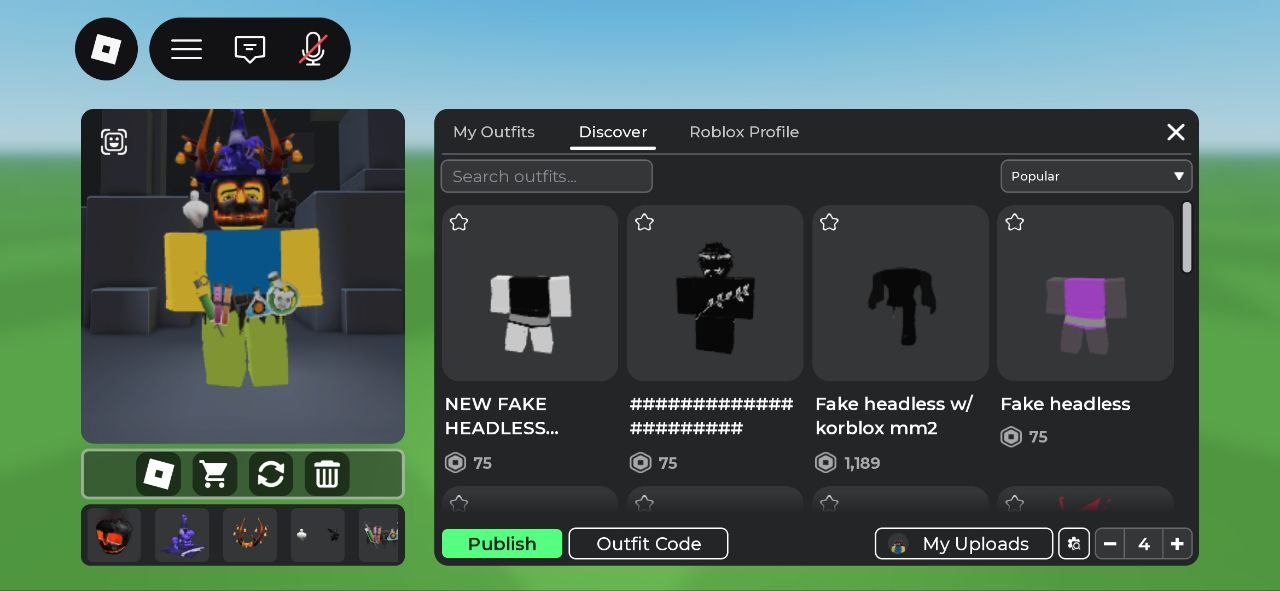 My Outfits
Discover
Roblox Profile
Search outfits...
Popular
NEW FAKE
HEADLESS...
75
#############
#########
75
Fake headless w/
korblox mm2
1,189
Fake headless
75
Publish
Outfit Code
My Uploads
4